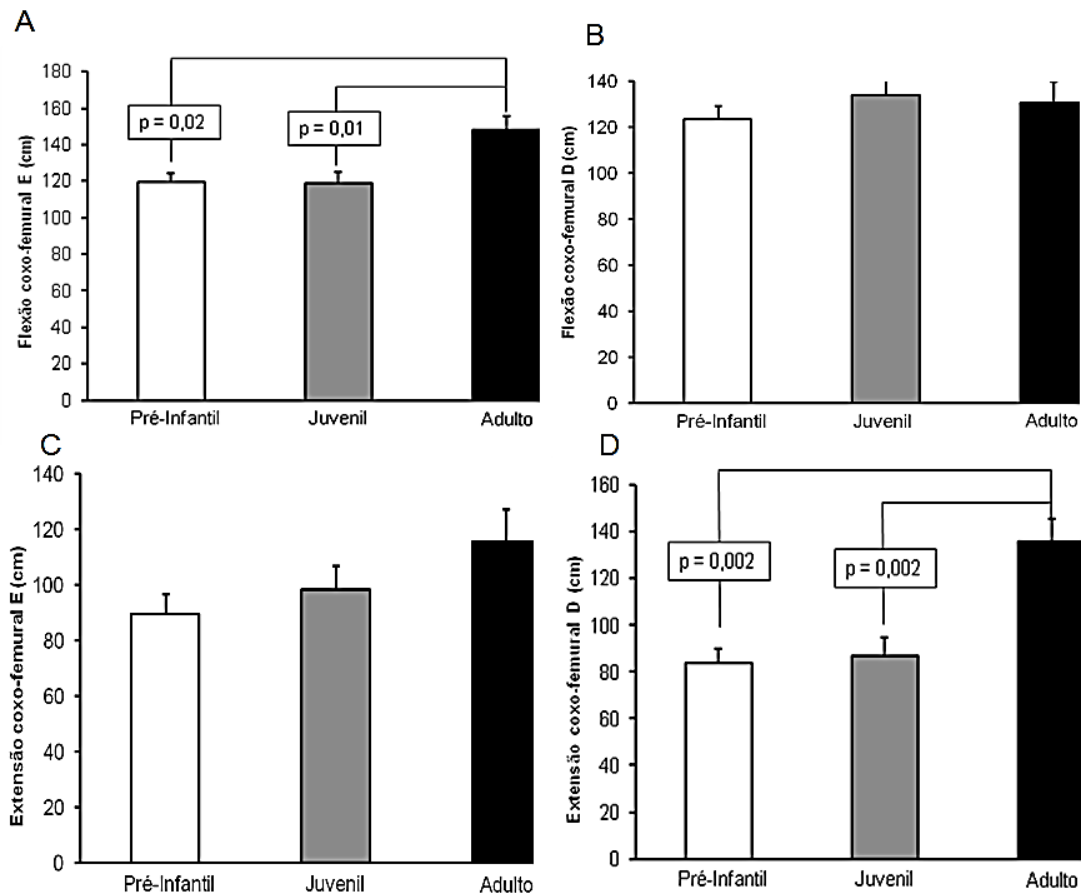 A
180
160
140
120
100
80
60
40
20
0
Flexão coxo-femural E (cm)
p = 0,02
p = 0,01
Pré-Infantil
Juvenil
Adulto
B
140
120
100
80
60
40
20
0
Flexão coxo-femural D (cm)
Pré-Infantil
Juvenil
Adulto
C
140
120
100
80
60
40
20
0
Extensão coxo-femural E (cm)
Pré-Infantil
Juvenil
Adulto
D
160
140
120
100
80
60
40
20
0
Extensão coxo-femural D (cm)
p = 0,002
p = 0,002
Pré-Infantil
Juvenil
Adulto